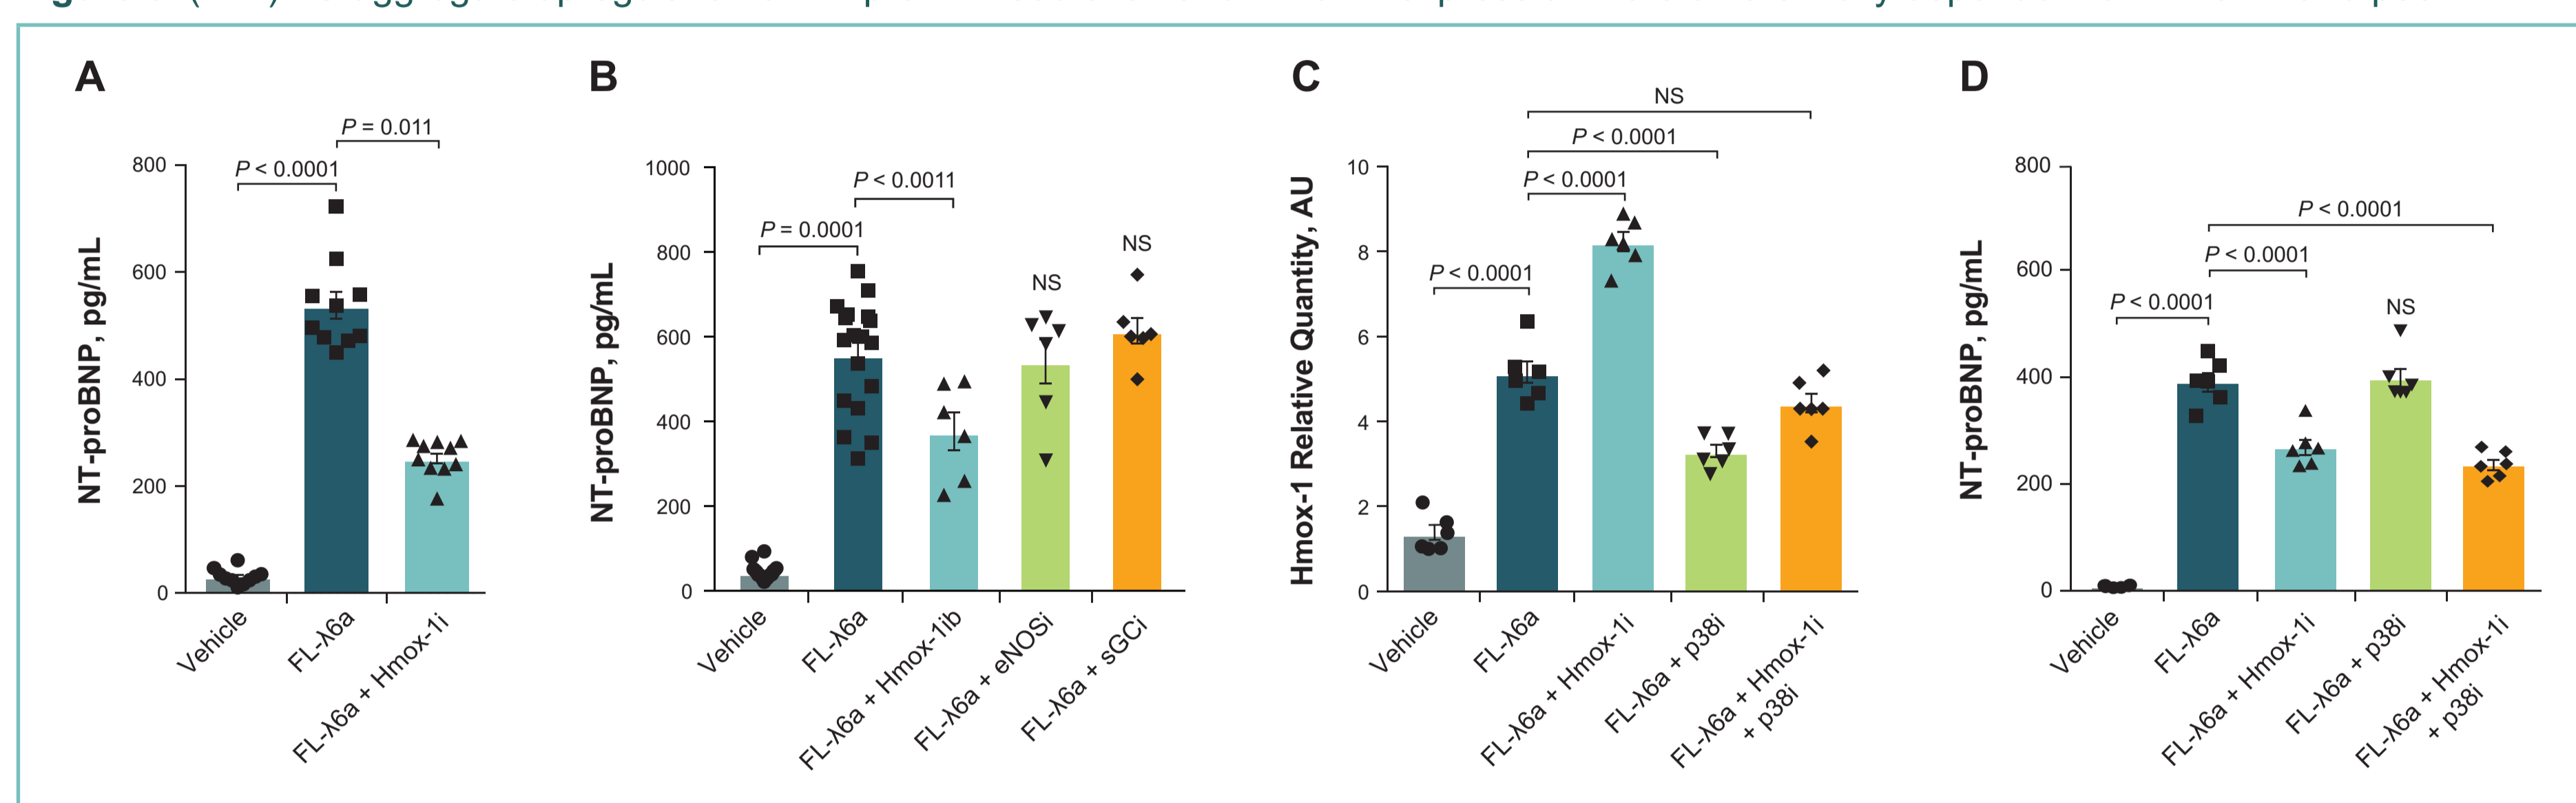 A
P = 0.011
P < 0.0001
NT-proBNP, pg/mL
800
600
400
200
0
Vehicle
FL-λ6a
FL-λ6a + Hmox-1i
B
P < 0.0011
P = 0.0001
NS
NS
NT-proBNP, pg/mL
1000
800
600
400
200
0
Vehicle
FL-λ6a
FL-λ6a + Hmox-1ib
FL-λ6a + eNOSi
FL-λ6a + sGCi
C
NS
P < 0.0001
P < 0.0001
P < 0.0001
Hmox-1 Relative Quantity, AU
10
8
6
4
2
0
Vehicle
FL-λ6a
FL-λ6a + Hmox-1i
FL-λ6a + p38i
FL-λ6a + Hmox-1i
+ p38i
D
P < 0.0001
P < 0.0001
P < 0.0001
NS
NT-proBNP, pg/mL
800
600
400
200
0
Vehicle
FL-λ6a
FL-λ6a + Hmox-1i
FL-λ6a + p38i
FL-λ6a + Hmox-1i
+ p38i